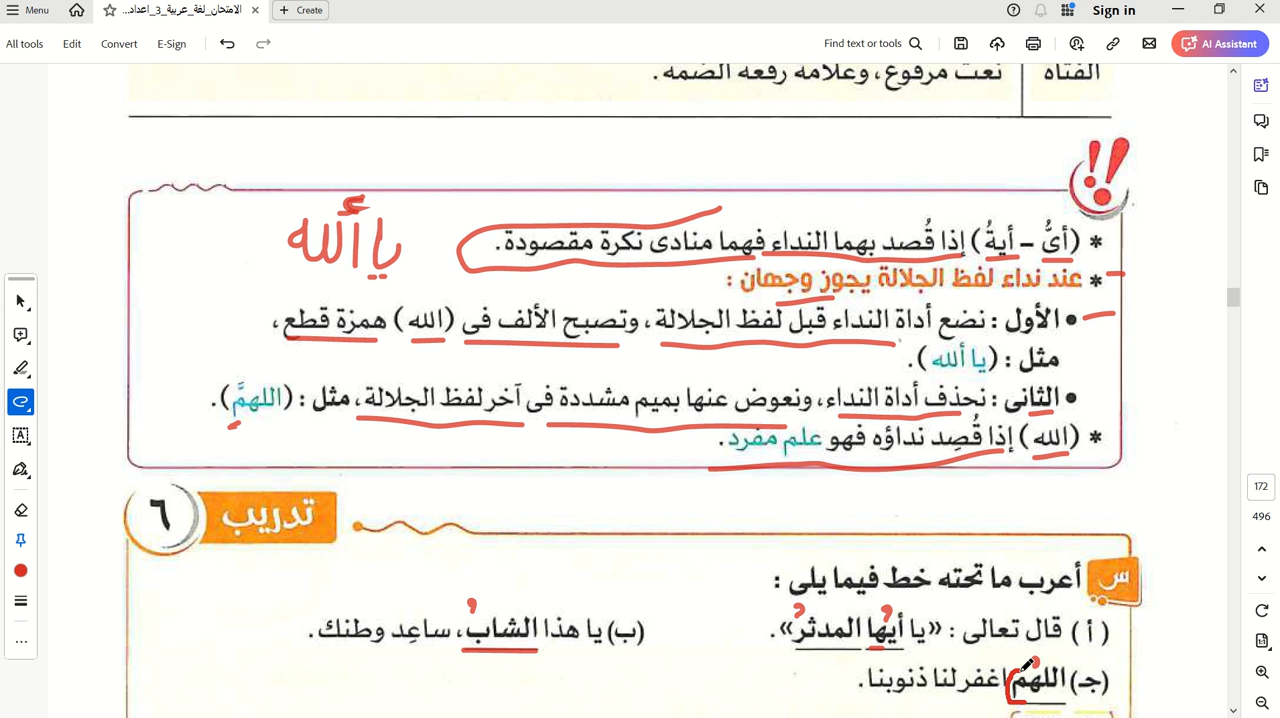 Menu
الامتحان_لغة_عربية_3_اعداد...
Create
Sign in
All tools Edit Convert E-Sign
Find text or tools
AI Assistant
الفتاة نعت مرفوع، وعلامة رفعه الضمة.
يا ألله
* (أىُّ - أيةُ) إذا قُصد بهما النداء فهما منادى نكرة مقصودة.
* عند نداء لفظ الجلالة يجوز وجهان :
• الأول : نضع أداة النداء قبل لفظ الجلالة، وتصبح الألف فى (الله) همزة قطع،
مثل : (يا ألله).
• الثانى : نحذف أداة النداء، ونعوض عنها بميم مشددة فى آخر لفظ الجلالة، مثل : (اللهمَّ).
* (الله) إذا قُصِد نداؤه فهو علم مفرد.
تدريب ٦
س أعرب ما تحته خط فيما يلى :
(أ) قال تعالى : «يا أيها المدثر».
(ب) يا هذا الشاب، ساعِد وطنك.
(جـ) اللهم اغفر لنا ذنوبنا.
172
496